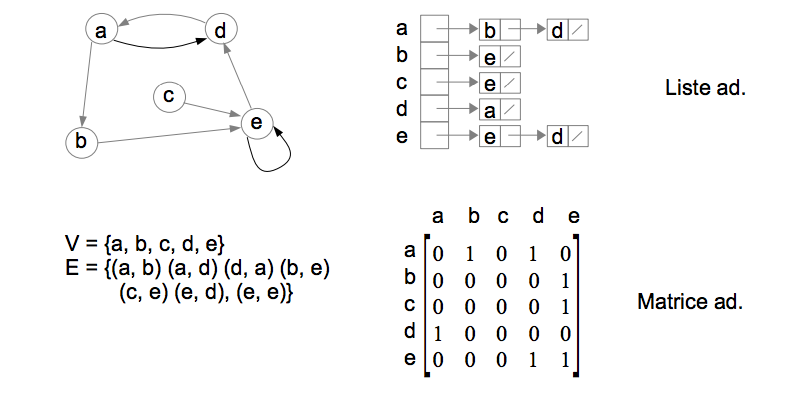 a
d
c
e
b
a b d
b e
c e
d a
e e d
Liste ad.
V = {a, b, c, d, e}
E = {(a, b) (a, d) (d, a) (b, e)
(c, e) (e, d), (e, e)}
a b c d e
a 0 1 0 1 0
b 0 0 0 0 1
c 0 0 0 0 1
d 1 0 0 0 0
e 0 0 0 1 1
Matrice ad.